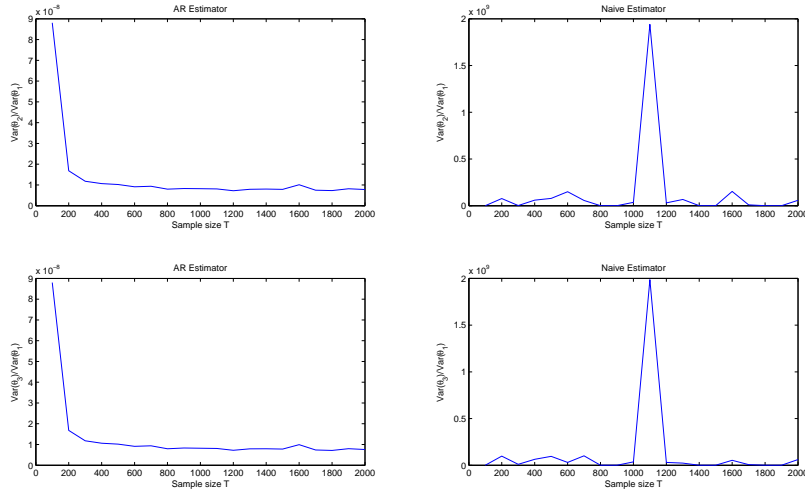 AR Estimator
x 10⁻⁸
Var(θ₂)/Var(θ₁)
9
8
7
6
5
4
3
2
1
0
0 200 400 600 800 1000 1200 1400 1600 1800 2000
Sample size T
Naive Estimator
x 10⁹
Var(θ₂)/Var(θ₁)
2
1.5
1
0.5
0
0 200 400 600 800 1000 1200 1400 1600 1800 2000
Sample size T
AR Estimator
x 10⁻⁸
Var(θ₃)/Var(θ₁)
9
8
7
6
5
4
3
2
1
0
0 200 400 600 800 1000 1200 1400 1600 1800 2000
Sample size T
Naive Estimator
x 10⁹
Var(θ₃)/Var(θ₁)
2
1.5
1
0.5
0
0 200 400 600 800 1000 1200 1400 1600 1800 2000
Sample size T